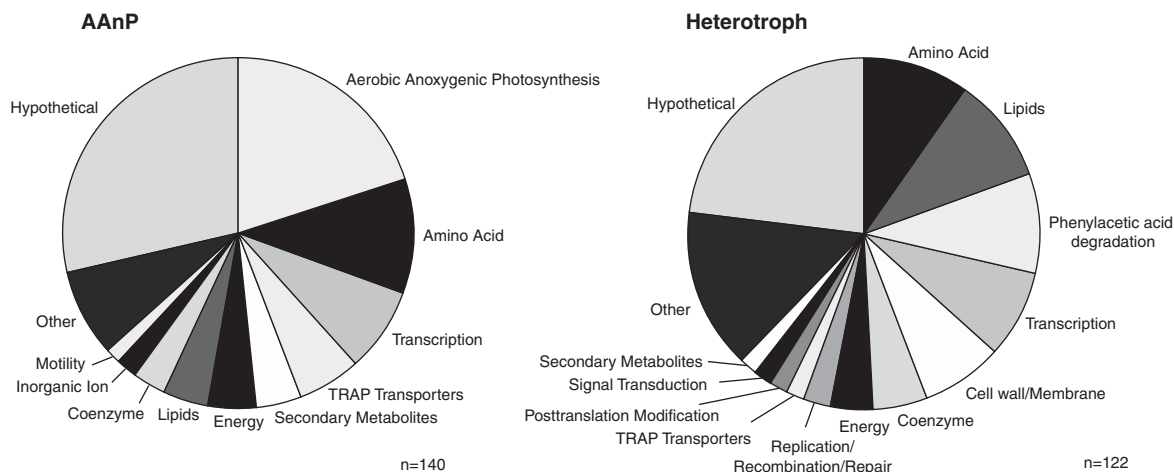 AAnP
Aerobic Anoxygenic Photosynthesis
Hypothetical
Amino Acid
Transcription
Other
Motility
Inorganic Ion
Coenzyme
Lipids
Energy
Secondary Metabolites
TRAP Transporters
n=140
Heterotroph
Amino Acid
Lipids
Hypothetical
Phenylacetic acid
degradation
Transcription
Other
Secondary Metabolites
Signal Transduction
Posttranslation Modification
TRAP Transporters
Replication/
Recombination/Repair
Energy
Coenzyme
Cell wall/Membrane
n=122